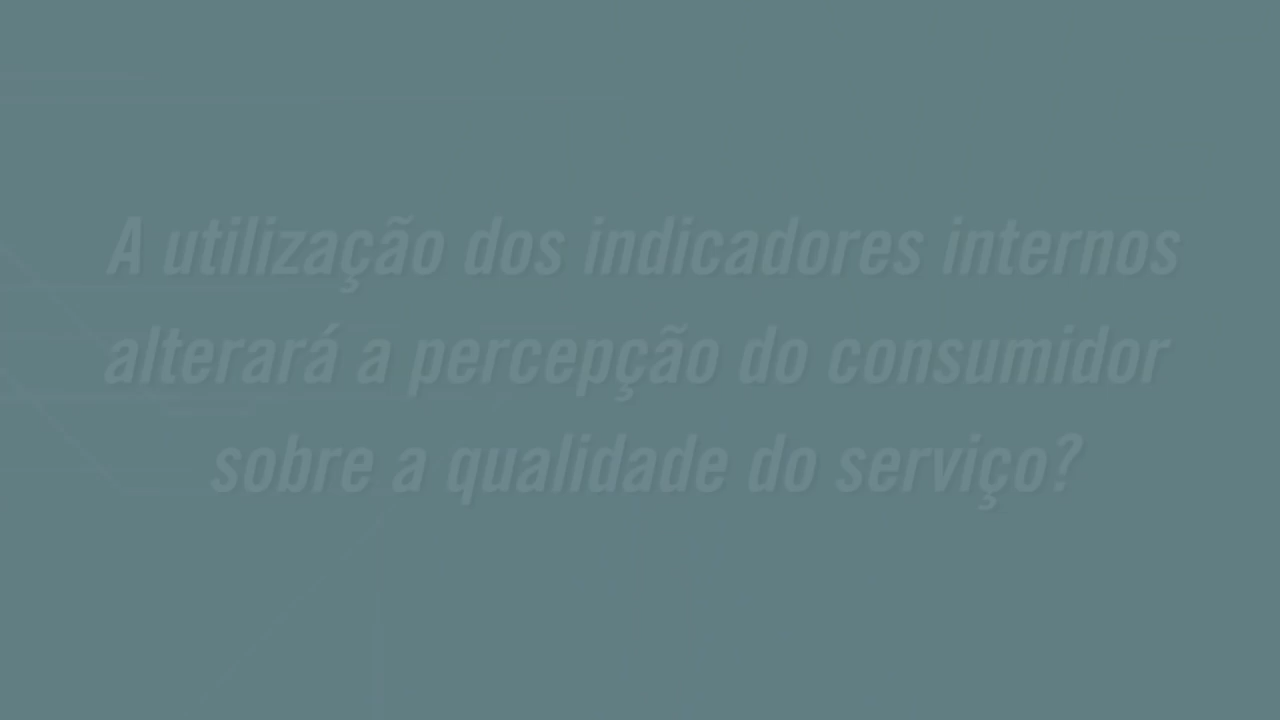 A utilização dos indicadores internos
alterará a percepção do consumidor
sobre a qualidade do serviço?